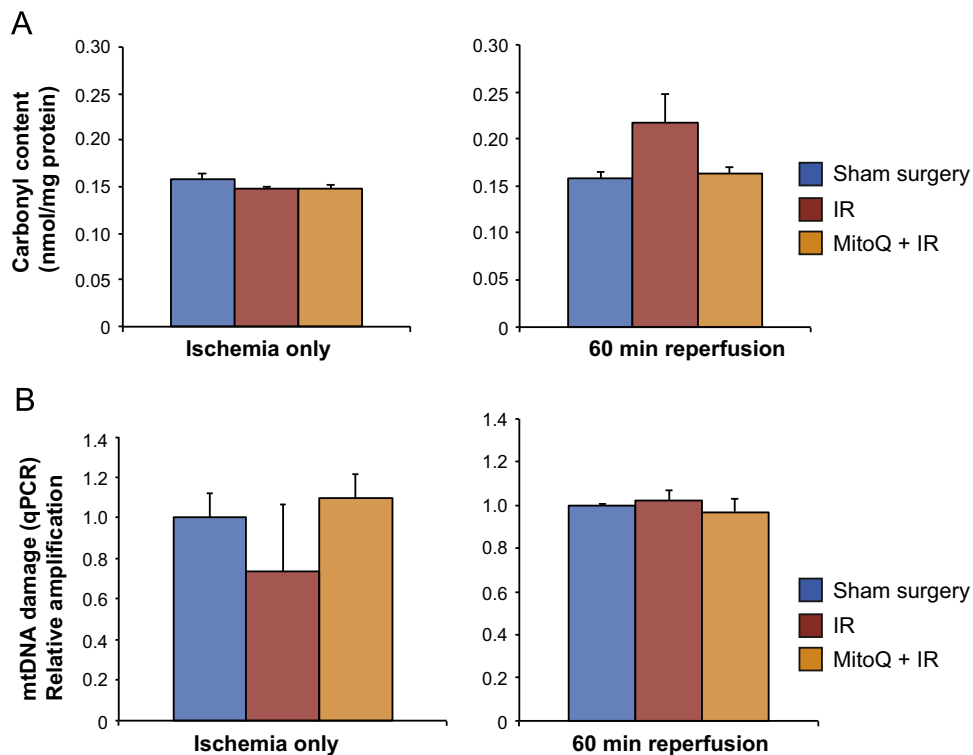 A
Carbonyl content
(nmol/mg protein)
0.30
0.25
0.20
0.15
0.10
0.05
0
Ischemia only
0.30
0.25
0.20
0.15
0.10
0.05
0
60 min reperfusion
Sham surgery
IR
MitoQ + IR
B
mtDNA damage (qPCR)
Relative amplification
1.4
1.2
1.0
0.8
0.6
0.4
0.2
0
Ischemia only
1.4
1.2
1.0
0.8
0.6
0.4
0.2
0
60 min reperfusion
Sham surgery
IR
MitoQ + IR